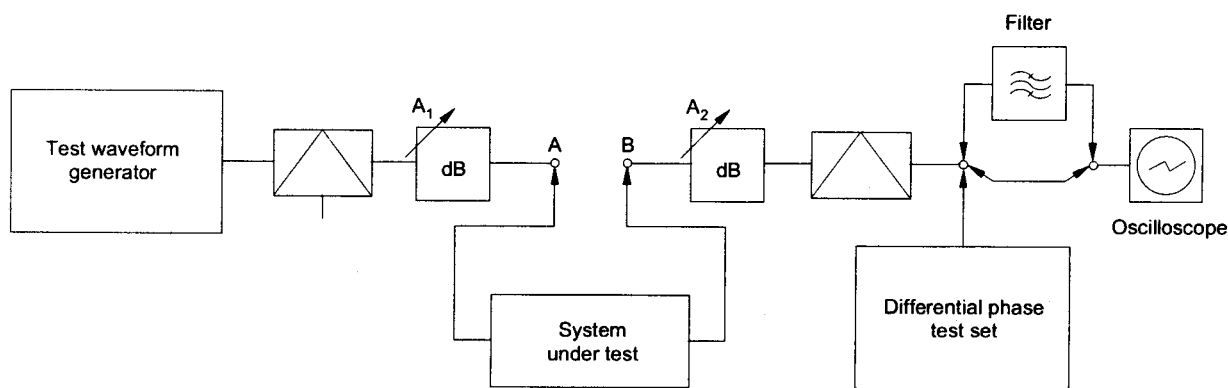 Filter
A₁
A₂
Test waveform
generator
dB
A
B
dB
Oscilloscope
System
under test
Differential phase
test set